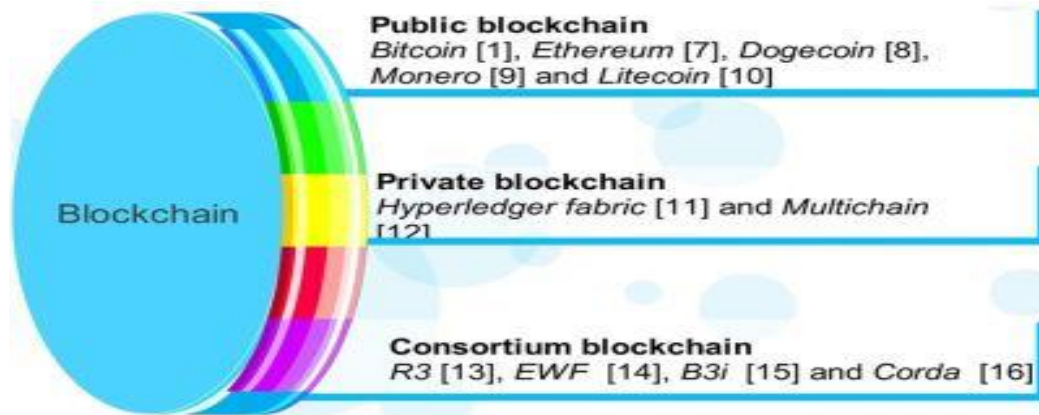 Public blockchain
Bitcoin [1], Ethereum [7], Dogecoin [8],
Monero [9] and Litecoin [10]
Blockchain
Private blockchain
Hyperledger fabric [11] and Multichain
[12]
Consortium blockchain
R3 [13], EWF [14], B3i [15] and Corda [16]